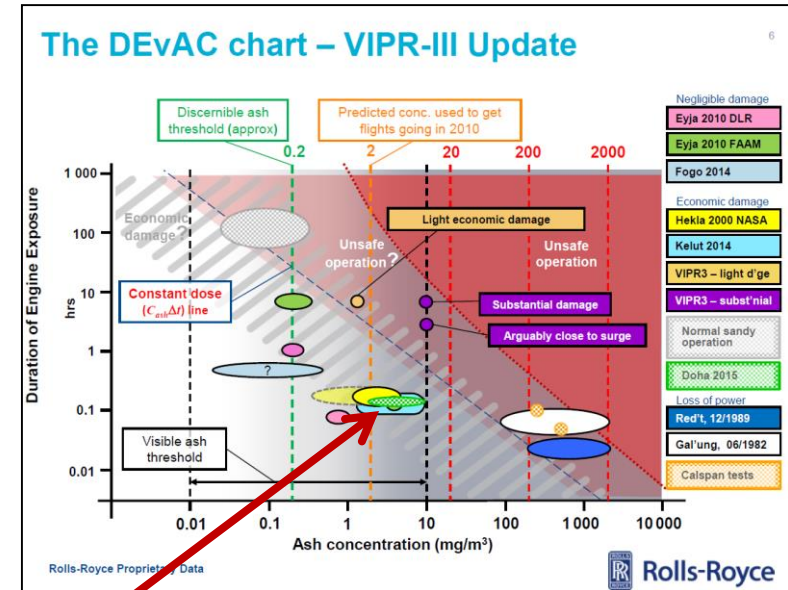 The DEvAC chart – VIPR-III Update
6
Discernible ash
threshold (approx)
Predicted conc. used to get
flights going in 2010
0.2
2
20
200
2000
Negligible damage
Eyja 2010 DLR
Eyja 2010 FAAM
Fogo 2014
Economic damage
Hekla 2000 NASA
Kelut 2014
VIPR3 – light d'ge
VIPR3 – subst'nial
Normal sandy
operation
Doha 2015
Loss of power
Red't, 12/1989
Gal'ung, 06/1982
Calspan tests
Duration of Engine Exposure
hrs
1 000
100
10
1
0.1
0.01
Economic
damage?
Light economic damage
Unsafe
operation?
Unsafe
operation
Constant dose
(CashΔt) line
Substantial damage
Arguably close to surge
?
Visible ash
threshold
0.01
0.1
1
10
100
1 000
10 000
Ash concentration (mg/m³)
Rolls-Royce Proprietary Data
Rolls-Royce